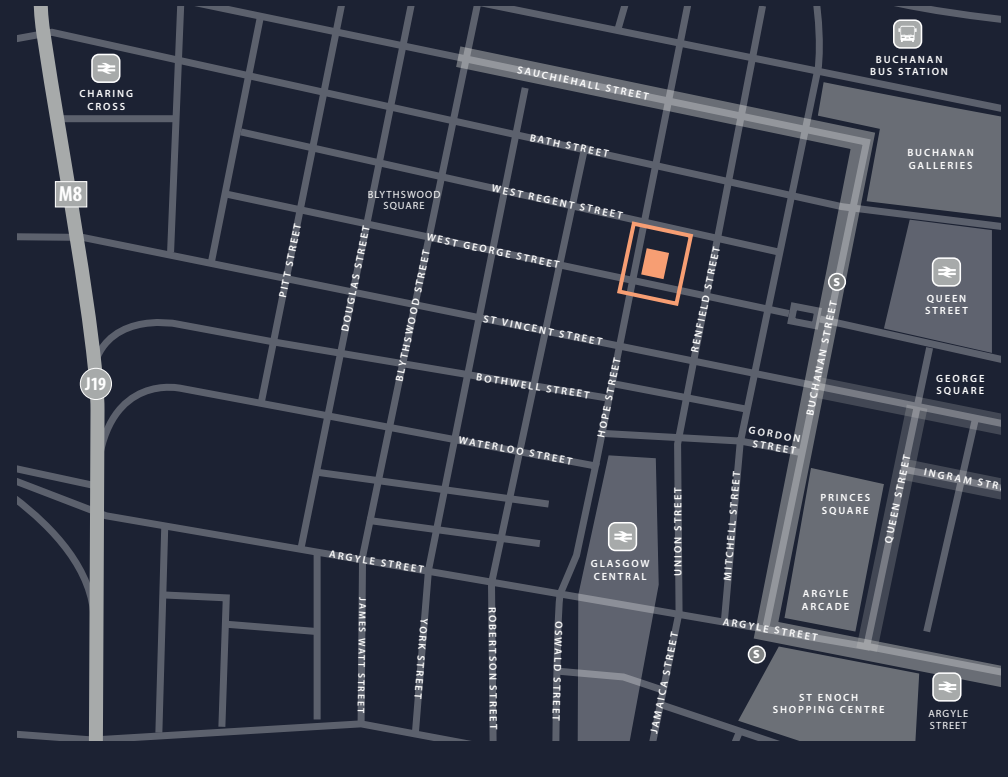 BUCHANAN
BUS STATION
CHARING
CROSS
SAUCHIEHALL STREET
BATH STREET
BUCHANAN
GALLERIES
M8
BLYTHSWOOD
SQUARE
WEST REGENT STREET
WEST GEORGE STREET
PITT STREET
DOUGLAS STREET
BLYTHSWOOD STREET
RENFIELD STREET
S
QUEEN
STREET
ST VINCENT STREET
BUCHANAN STREET
J19
BOTHWELL STREET
HOPE STREET
GEORGE
SQUARE
GORDON
STREET
WATERLOO STREET
INGRAM STR
QUEEN STREET
PRINCES
SQUARE
UNION STREET
MITCHELL STREET
GLASGOW
CENTRAL
ARGYLE STREET
ARGYLE
ARCADE
JAMES WATT STREET
YORK STREET
ROBERTSON STREET
OSWALD STREET
JAMAICA STREET
ARGYLE STREET
S
ST ENOCH
SHOPPING CENTRE
ARGYLE
STREET